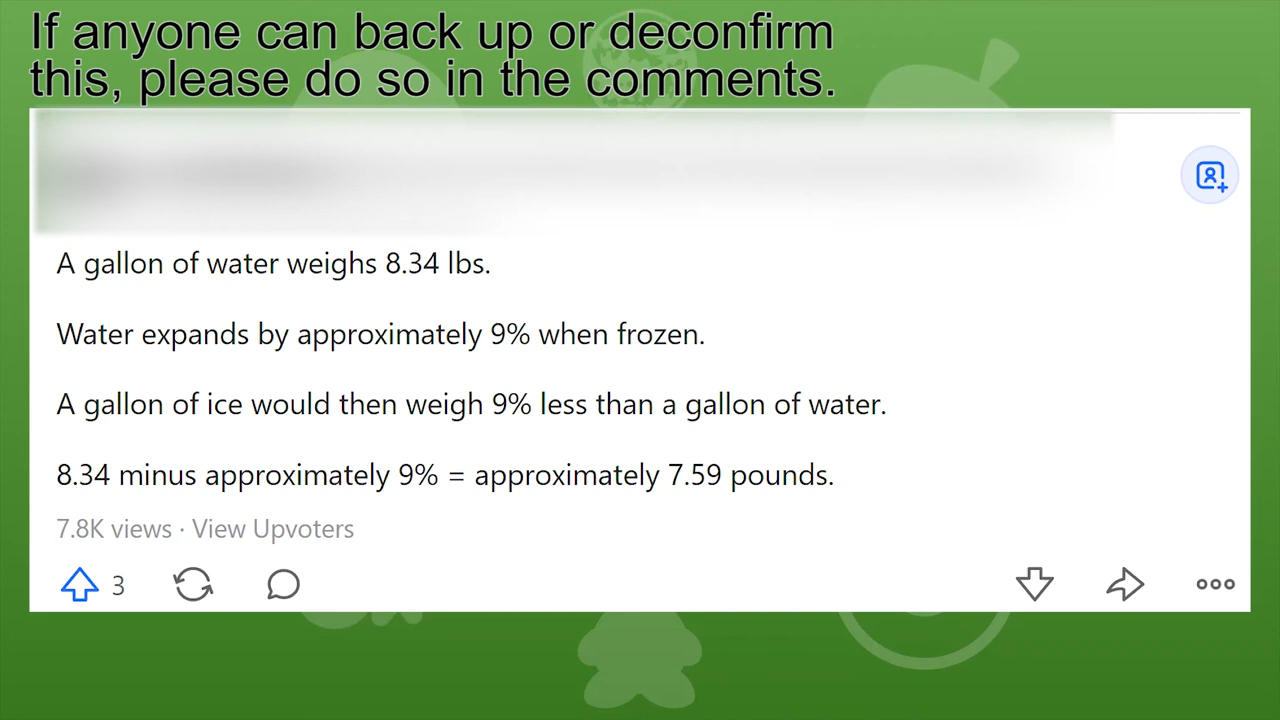 If anyone can back up or deconfirm
this, please do so in the comments.
A gallon of water weighs 8.34 lbs.
Water expands by approximately 9% when frozen.
A gallon of ice would then weigh 9% less than a gallon of water.
8.34 minus approximately 9% = approximately 7.59 pounds.
7.8K views · View Upvoters
3